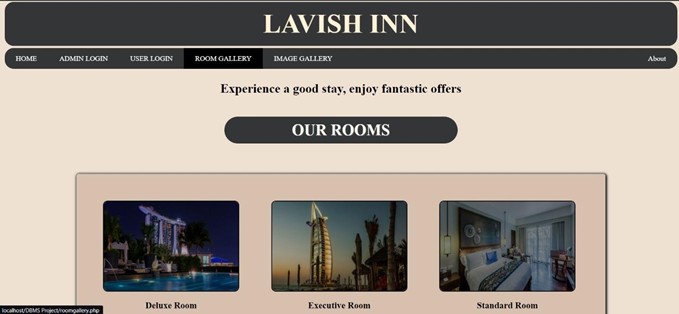 LAVISH INN
HOME ADMIN LOGIN USER LOGIN ROOM GALLERY IMAGE GALLERY About
Experience a good stay, enjoy fantastic offers
OUR ROOMS
Deluxe Room Executive Room Standard Room
localhost/DBMS Project/roomgallery.php